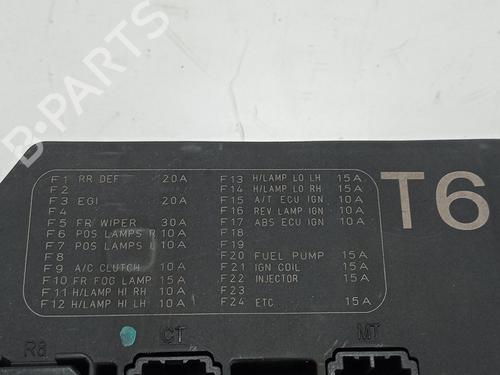 F1 RR DEF 20A
F2
F3 EGI 20A
F4
F5 FR WIPER 30A
F6 POS LAMPS R 10A
F7 POS LAMPS L 10A
F8
F9 A/C CLUTCH 10A
F10 FR FOG LAMP 15A
F11 H/LAMP HI RH 10A
F12 H/LAMP HI LH 10A
F13 H/LAMP LO LH 15A
F14 H/LAMP LO RH 15A
F15 A/T ECU IGN 10A
F16 REV LAMP IGN 10A
F17 ABS ECU IGN 10A
F18
F19
F20 FUEL PUMP 15A
F21 IGN COIL 15A
F22 INJECTOR 15A
F23
F24 ETC 15A
T6
R8
CT
MT
B-PARTS